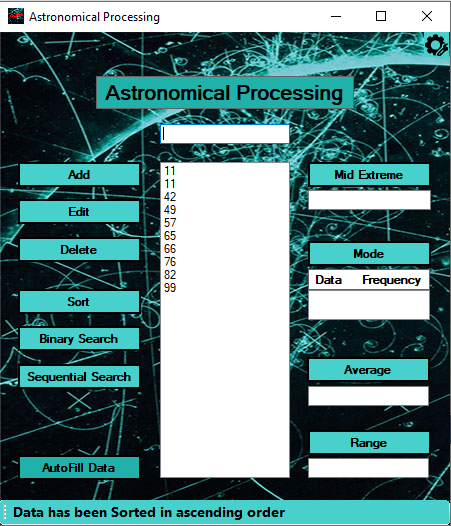 Astronomical Processing
Astronomical Processing
Add
Edit
Delete
Sort
Binary Search
Sequential Search
AutoFill Data
11
11
42
49
57
65
66
76
82
99
Mid Extreme
Mode
Data Frequency
Average
Range
Data has been Sorted in ascending order